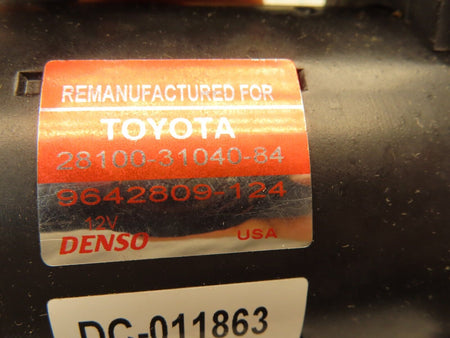 REMANUFACTURED FOR
TOYOTA
28100-31040-84
9642809-124
12V
DENSO USA
DC-011863